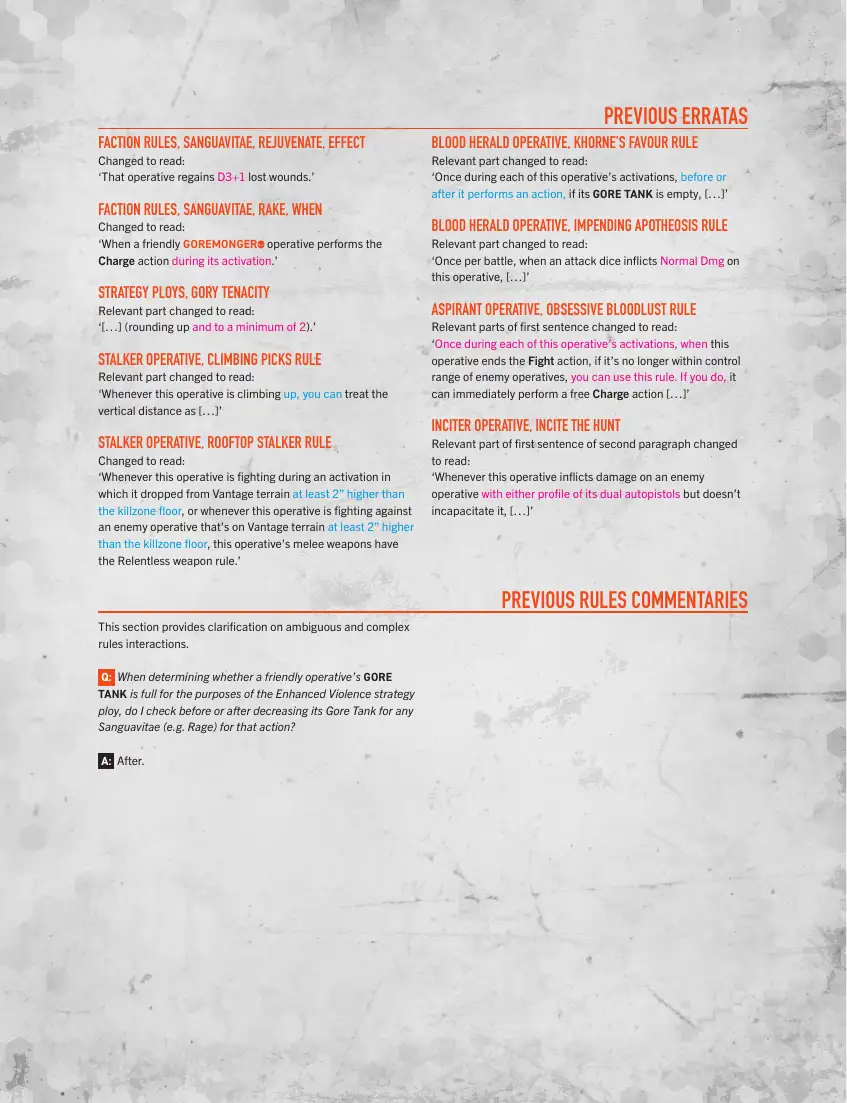 PREVIOUS ERRATAS
FACTION RULES, SANGUAVITAE, REJUVENATE, EFFECT
Changed to read:
‘That operative regains D3+1 lost wounds.’
FACTION RULES, SANGUAVITAE, RAKE, WHEN
Changed to read:
‘When a friendly GOREMONGER operative performs the
Charge action during its activation.’
STRATEGY PLOYS, GORY TENACITY
Relevant part changed to read:
‘[…] (rounding up and to a minimum of 2).’
STALKER OPERATIVE, CLIMBING PICKS RULE
Relevant part changed to read:
‘Whenever this operative is climbing up, you can treat the
vertical distance as […]’
STALKER OPERATIVE, ROOFTOP STALKER RULE
Changed to read:
‘Whenever this operative is fighting during an activation in
which it dropped from Vantage terrain at least 2" higher than
the killzone floor, or whenever this operative is fighting against
an enemy operative that’s on Vantage terrain at least 2" higher
than the killzone floor, this operative’s melee weapons have
the Relentless weapon rule.’
BLOOD HERALD OPERATIVE, KHORNE’S FAVOUR RULE
Relevant part changed to read:
‘Once during each of this operative’s activations, before or
after it performs an action, if its GORE TANK is empty, […]’
BLOOD HERALD OPERATIVE, IMPENDING APOTHEOSIS RULE
Relevant part changed to read:
‘Once per battle, when an attack dice inflicts Normal Dmg on
this operative, […]’
ASPIRANT OPERATIVE, OBSESSIVE BLOODLUST RULE
Relevant parts of first sentence changed to read:
‘Once during each of this operative’s activations, when this
operative ends the Fight action, if it’s no longer within control
range of enemy operatives, you can use this rule. If you do, it
can immediately perform a free Charge action […]’
INCITER OPERATIVE, INCITE THE HUNT
Relevant part of first sentence of second paragraph changed
to read:
‘Whenever this operative inflicts damage on an enemy
operative with either profile of its dual autopistols but doesn’t
incapacitate it, […]’
PREVIOUS RULES COMMENTARIES
This section provides clarification on ambiguous and complex
rules interactions.
Q: When determining whether a friendly operative’s GORE
TANK is full for the purposes of the Enhanced Violence strategy
ploy, do I check before or after decreasing its Gore Tank for any
Sanguavitae (e.g. Rage) for that action?
A: After.